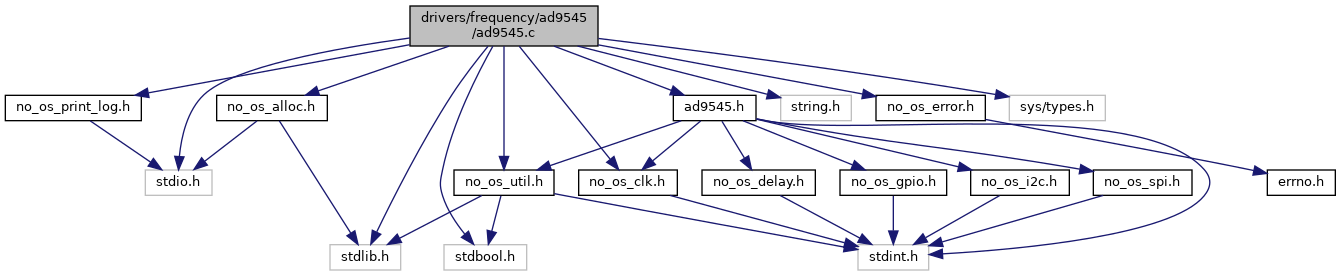 drivers/frequency/ad9545
/ad9545.c
no_os_print_log.h
no_os_alloc.h
ad9545.h
string.h
no_os_error.h
sys/types.h
stdio.h
no_os_util.h
no_os_clk.h
no_os_delay.h
no_os_gpio.h
no_os_i2c.h
no_os_spi.h
errno.h
stdlib.h
stdbool.h
stdint.h